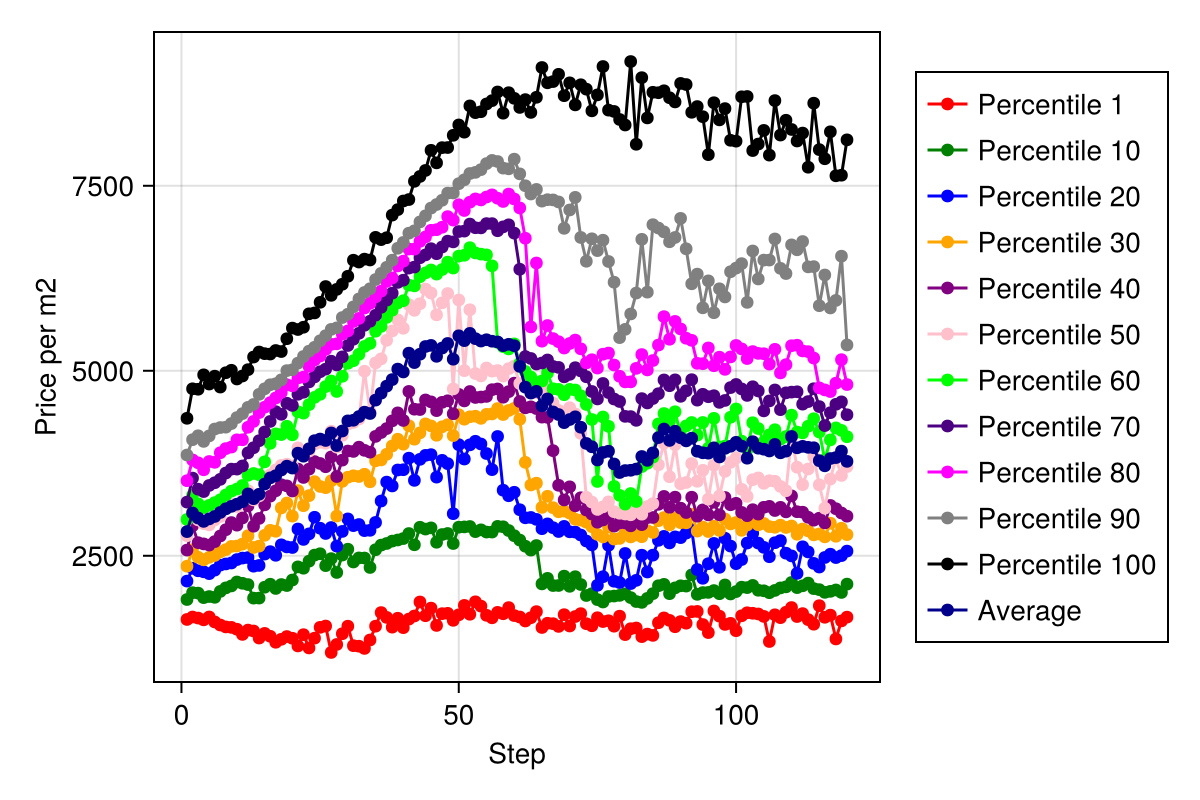 Price per m2
7500
5000
2500
0
50
100
Step
Percentile 1
Percentile 10
Percentile 20
Percentile 30
Percentile 40
Percentile 50
Percentile 60
Percentile 70
Percentile 80
Percentile 90
Percentile 100
Average